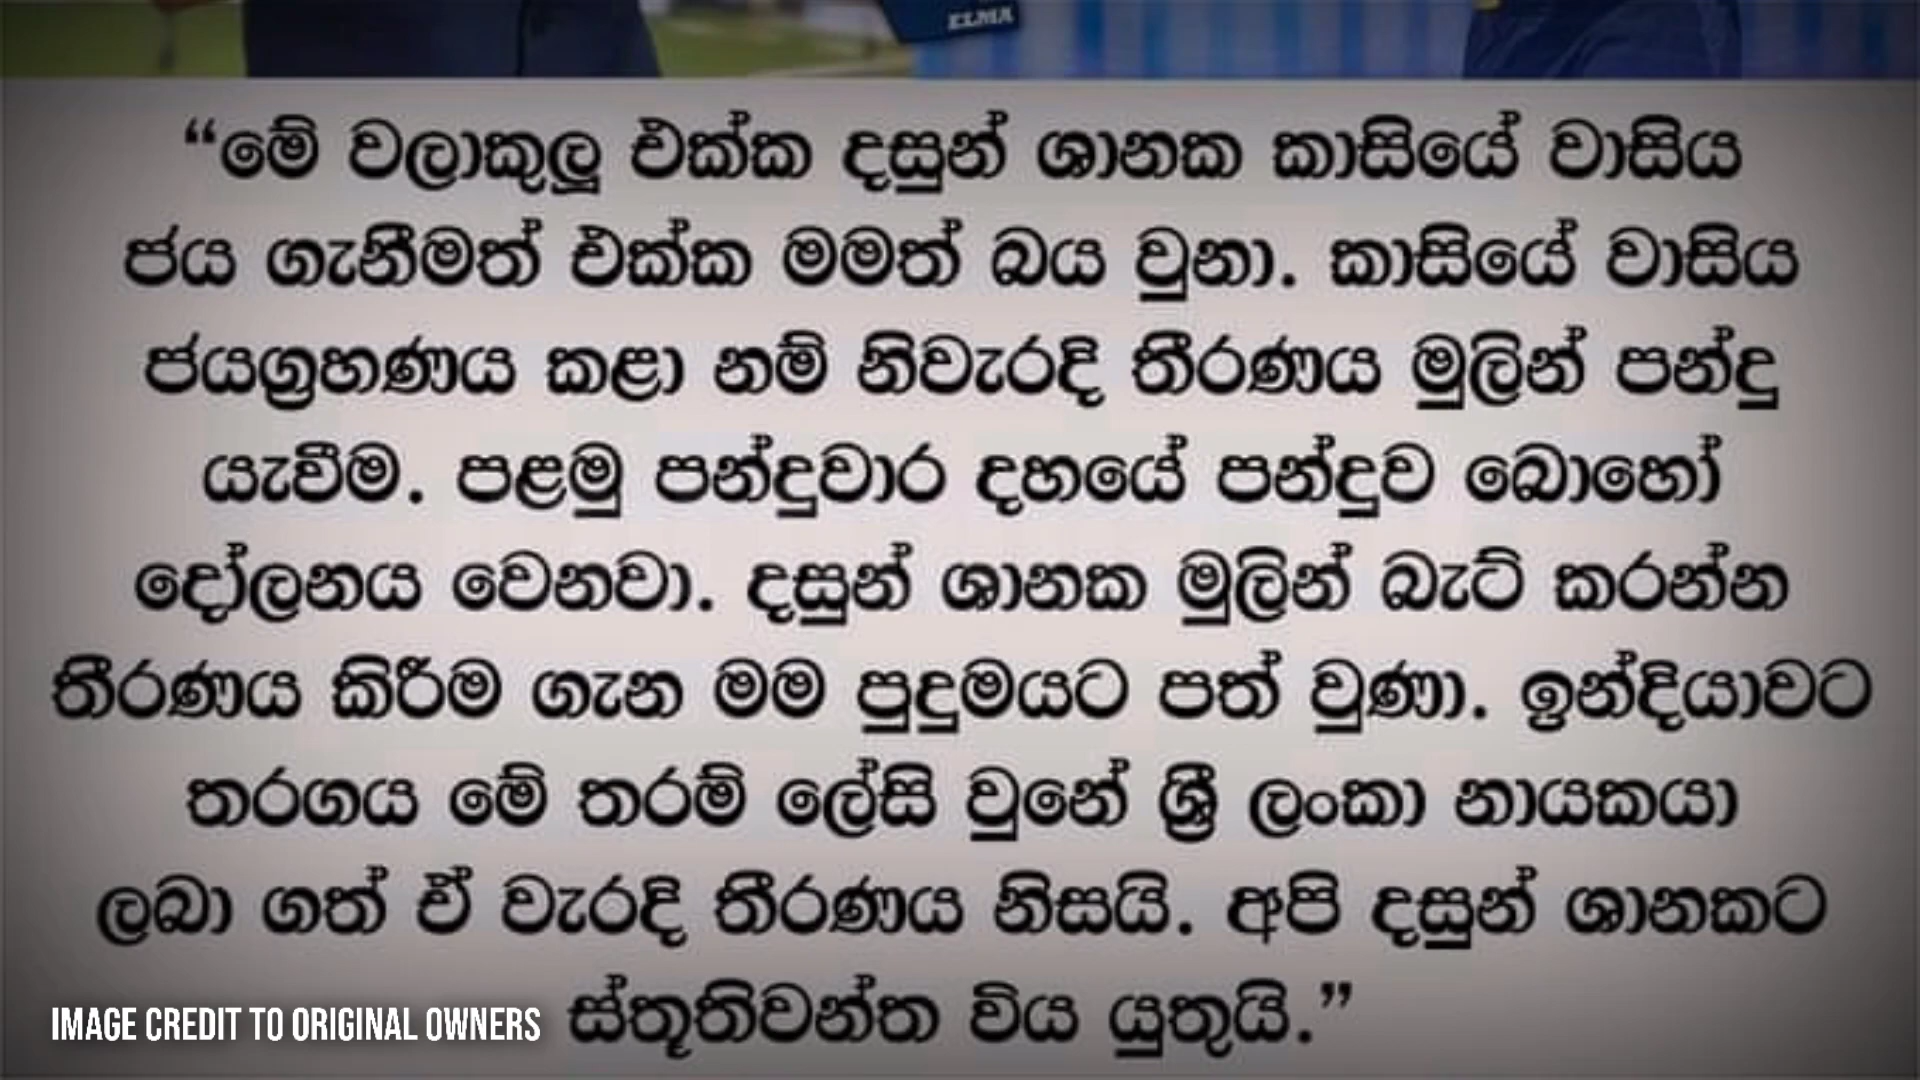 ELMA
“මේ වලාකුලු එක්ක දසුන් ශානක කාසියේ වාසිය
ජය ගැනීමත් එක්ක මමත් බය වුනා. කාසියේ වාසිය
ජයග්‍රහණය කළා නම් නිවැරදි තීරණය මුලින් පන්දු
යැවීම. පළමු පන්දුවාර දහයේ පන්දුව බොහෝ
දෝලනය වෙනවා. දසුන් ශානක මුලින් බැට් කරන්න
තීරණය කිරීම ගැන මම පුදුමයට පත් වුණා. ඉන්දියාවට
තරගය මේ තරම් ලේසි වුනේ ශ්‍රී ලංකා නායකයා
ලබා ගත් ඒ වැරදි තීරණය නිසයි. අපි දසුන් ශානකට
ස්තූතිවන්ත විය යුතුයි.”
IMAGE CREDIT TO ORIGINAL OWNERS